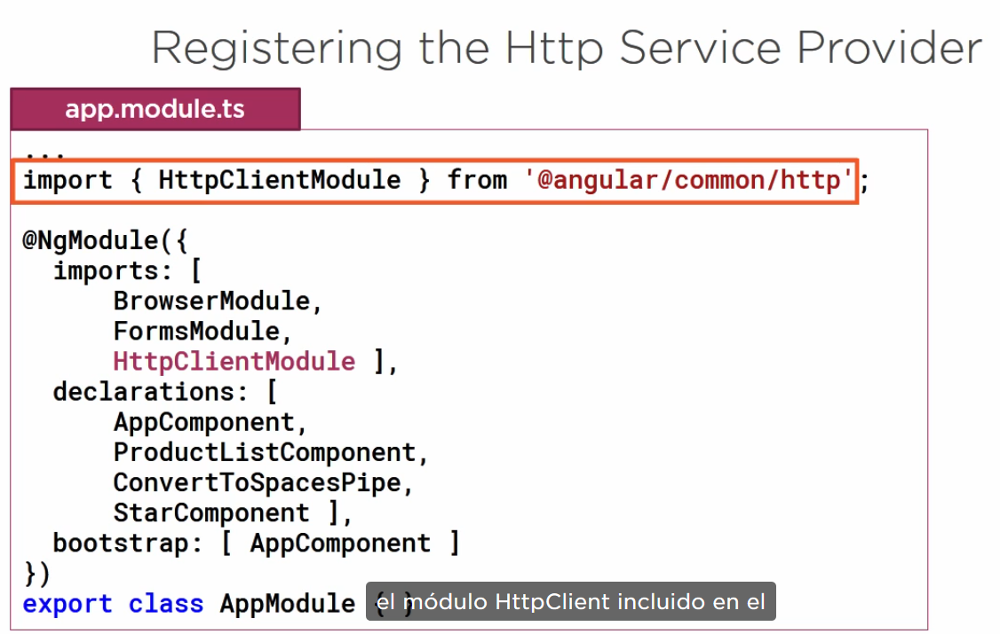 Registering the Http Service Provider
app.module.ts
...
import { HttpClientModule } from '@angular/common/http';
@NgModule({
imports: [
BrowserModule,
FormsModule,
HttpClientModule ],
declarations: [
AppComponent,
ProductListComponent,
ConvertToSpacesPipe,
StarComponent ],
bootstrap: [ AppComponent ]
})
export class AppModule { }
el módulo HttpClient incluido en el